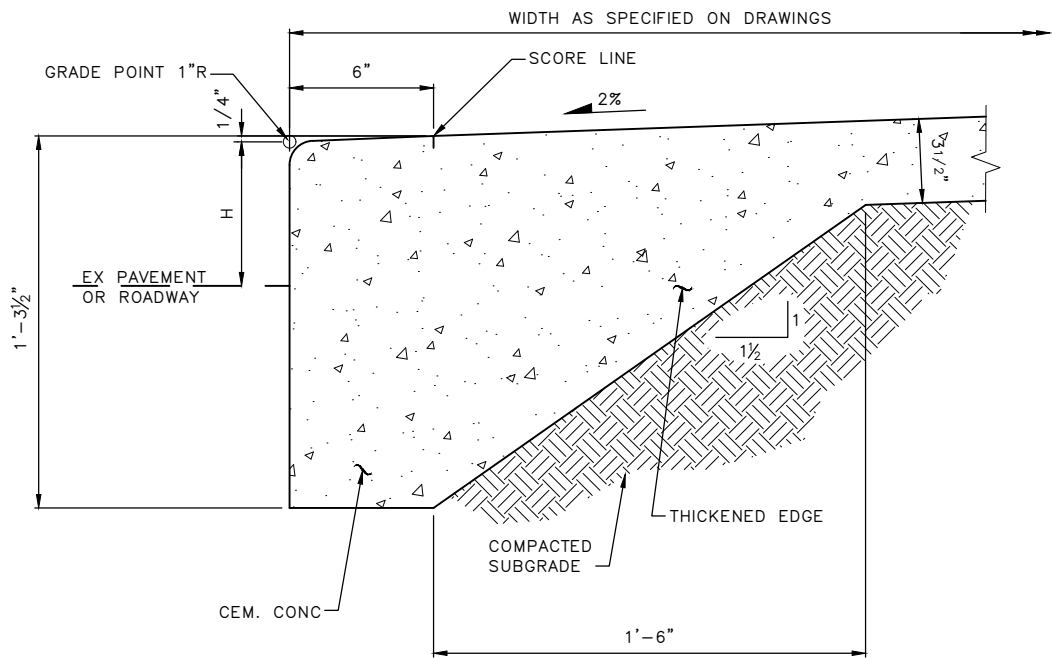 WIDTH AS SPECIFIED ON DRAWINGS
GRADE POINT 1"R
6"
SCORE LINE
1/4"
2%
3 1/2"
H
EX PAVEMENT
OR ROADWAY
1'-3½"
1
1½
THICKENED EDGE
COMPACTED
SUBGRADE
CEM. CONC
1'-6"